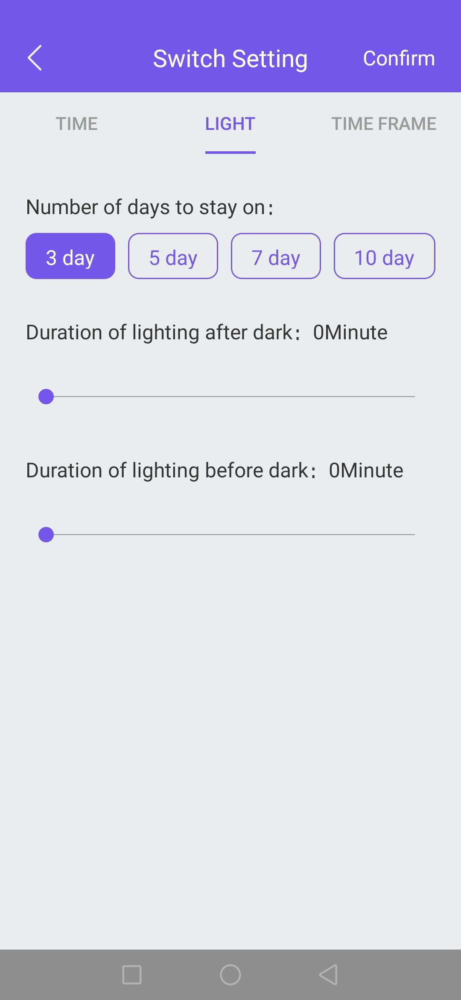 Switch Setting Confirm
TIME LIGHT TIME FRAME
Number of days to stay on:
3 day 5 day 7 day 10 day
Duration of lighting after dark: 0Minute
Duration of lighting before dark: 0Minute